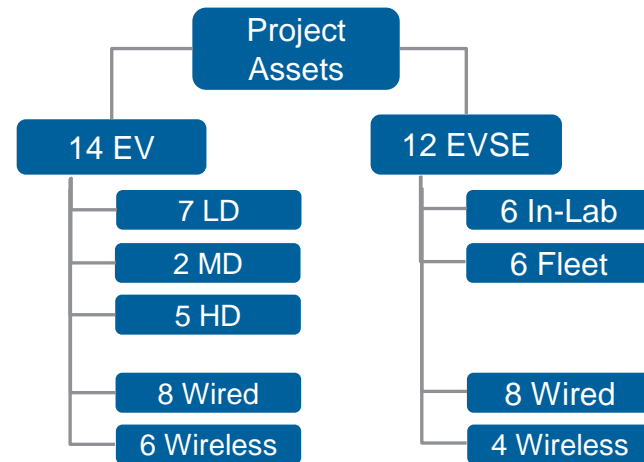 Project
Assets
14 EV
12 EVSE
7 LD
6 In-Lab
2 MD
6 Fleet
5 HD
8 Wired
8 Wired
6 Wireless
4 Wireless